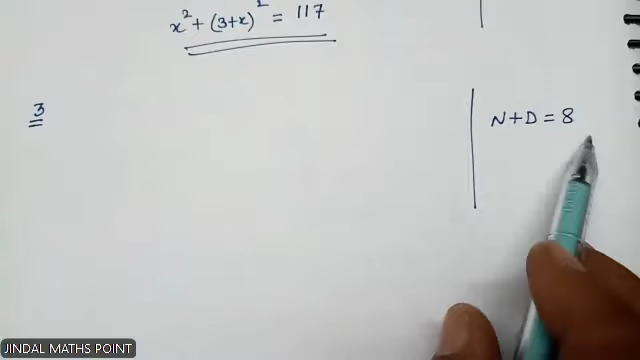 x² + (3+x)² = 117
3
N+D=8
JINDAL MATHS POINT